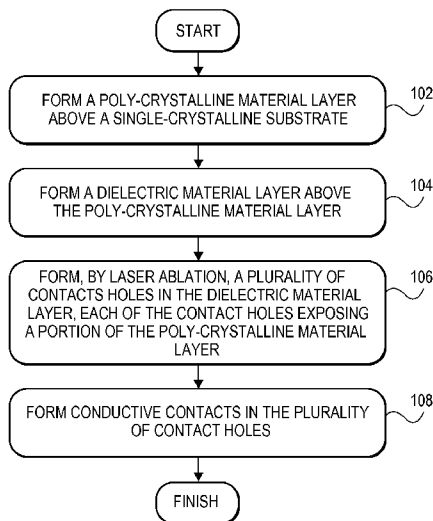 START
FORM A POLY-CRYSTALLINE MATERIAL LAYER
ABOVE A SINGLE-CRYSTALLINE SUBSTRATE
102
FORM A DIELECTRIC MATERIAL LAYER ABOVE
THE POLY-CRYSTALLINE MATERIAL LAYER
104
FORM, BY LASER ABLATION, A PLURALITY OF
CONTACTS HOLES IN THE DIELECTRIC MATERIAL
LAYER, EACH OF THE CONTACT HOLES EXPOSING
A PORTION OF THE POLY-CRYSTALLINE MATERIAL
LAYER
106
FORM CONDUCTIVE CONTACTS IN THE PLURALITY
OF CONTACT HOLES
108
FINISH